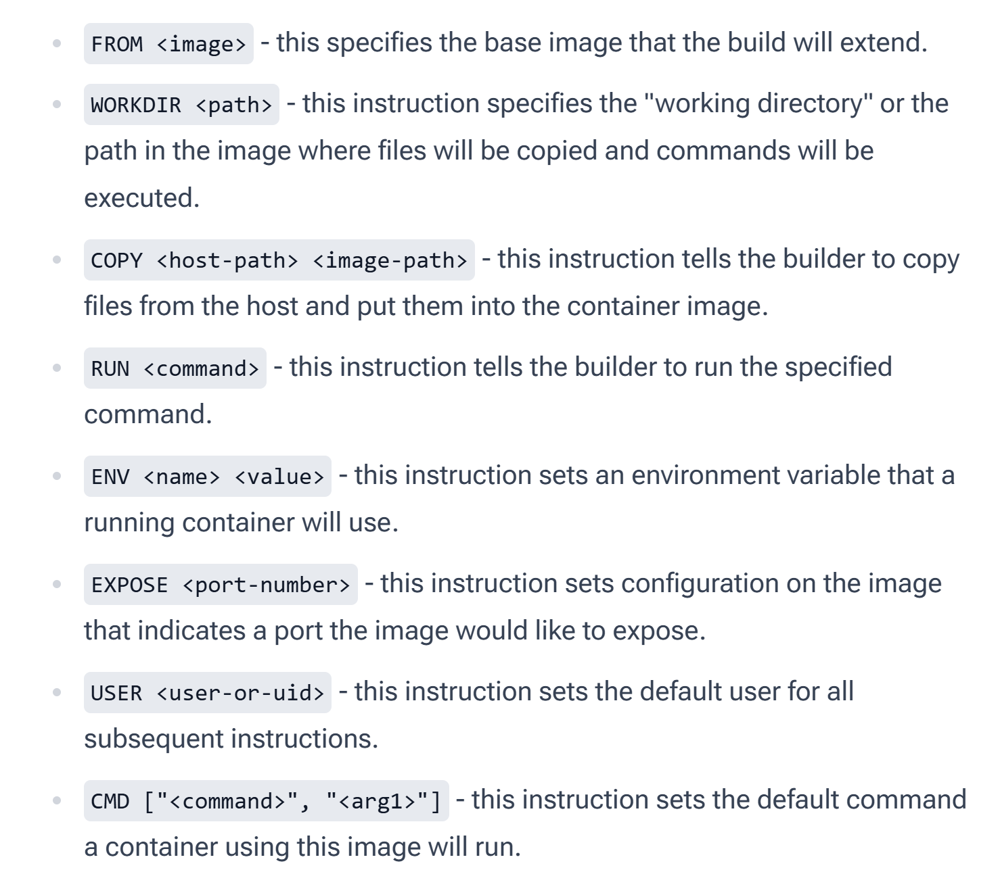 FROM <image> - this specifies the base image that the build will extend.
WORKDIR <path> - this instruction specifies the "working directory" or the
path in the image where files will be copied and commands will be
executed.
COPY <host-path> <image-path> - this instruction tells the builder to copy
files from the host and put them into the container image.
RUN <command> - this instruction tells the builder to run the specified
command.
ENV <name> <value> - this instruction sets an environment variable that a
running container will use.
EXPOSE <port-number> - this instruction sets configuration on the image
that indicates a port the image would like to expose.
USER <user-or-uid> - this instruction sets the default user for all
subsequent instructions.
CMD ["<command>", "<arg1>"] - this instruction sets the default command
a container using this image will run.